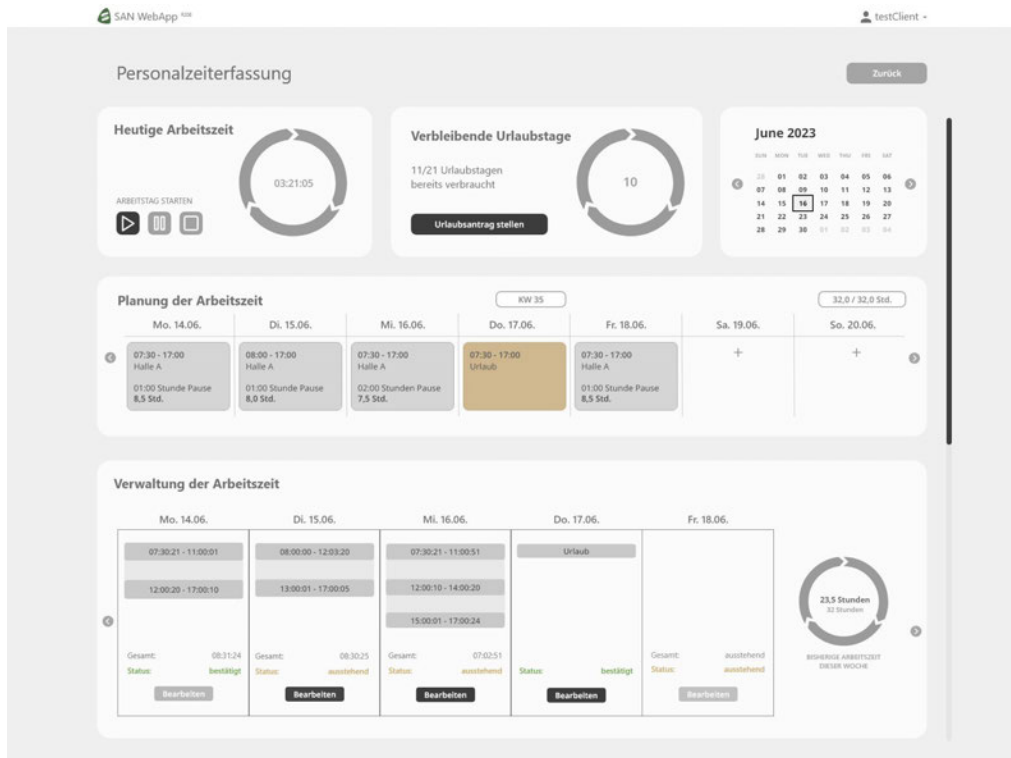 SAN WebApp
testClient
Personalzeiterfassung
Zurück
Heutige Arbeitszeit
03:21:05
ARBEITSTAG STARTEN
Verbleibende Urlaubstage
11/21 Urlaubstagen
bereits verbraucht
10
Urlaubsantrag stellen
June 2023
SUN MON TUE WED THU FRI SAT
28 01 02 03 04 05 06
07 08 09 10 11 12 13
14 15 16 17 18 19 20
21 22 23 24 25 26 27
28 29 30 01 02 03 04
Planung der Arbeitszeit
KW 35
32,0 / 32,0 Std.
Mo. 14.06. Di. 15.06. Mi. 16.06. Do. 17.06. Fr. 18.06. Sa. 19.06. So. 20.06.
07:30 - 17:00 08:00 - 17:00 07:30 - 17:00 07:30 - 17:00 07:30 - 17:00 + +
Halle A Halle A Halle A Urlaub Halle A
01:00 Stunde Pause 01:00 Stunde Pause 02:00 Stunden Pause 01:00 Stunde Pause
8,5 Std. 8,0 Std. 7,5 Std. 8,5 Std.
Verwaltung der Arbeitszeit
Mo. 14.06. Di. 15.06. Mi. 16.06. Do. 17.06. Fr. 18.06.
07:30:21 - 11:00:01 08:00:00 - 12:03:20 07:30:21 - 11:00:51 Urlaub
12:00:20 - 17:00:10 13:00:01 - 17:00:05 12:00:10 - 14:00:20
15:00:01 - 17:00:24
23,5 Stunden
32 Stunden
BISHERIGE ARBEITSZEIT
DIESER WOCHE
Gesamt: 08:31:24 Gesamt: 08:30:25 Gesamt: 07:02:51 Gesamt: ausstehend
Status: bestätigt Status: ausstehend Status: ausstehend Status: bestätigt Status: ausstehend
Bearbeiten Bearbeiten Bearbeiten Bearbeiten Bearbeiten